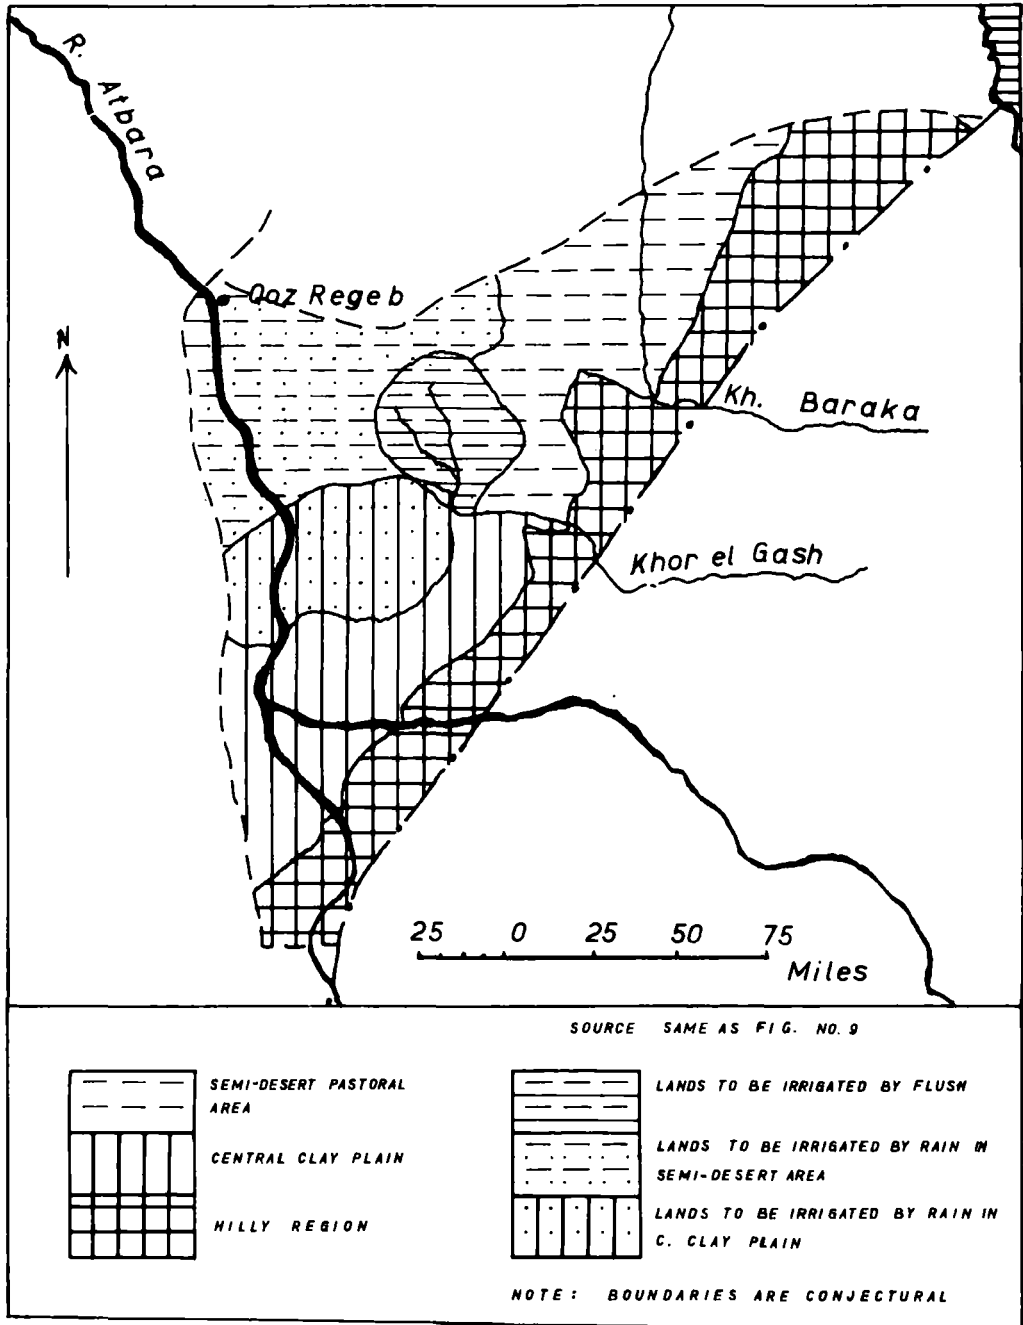 R. Atbara
Qoz Regeb
N
Kh. Baraka
Khor el Gash
25 0 25 50 75
Miles
SOURCE SAME AS FIG. NO. 9
SEMI-DESERT PASTORAL
AREA
CENTRAL CLAY PLAIN
HILLY REGION
LANDS TO BE IRRIGATED BY FLUSH
LANDS TO BE IRRIGATED BY RAIN IN
SEMI-DESERT AREA
LANDS TO BE IRRIGATED BY RAIN IN
C. CLAY PLAIN
NOTE: BOUNDARIES ARE CONJECTURAL